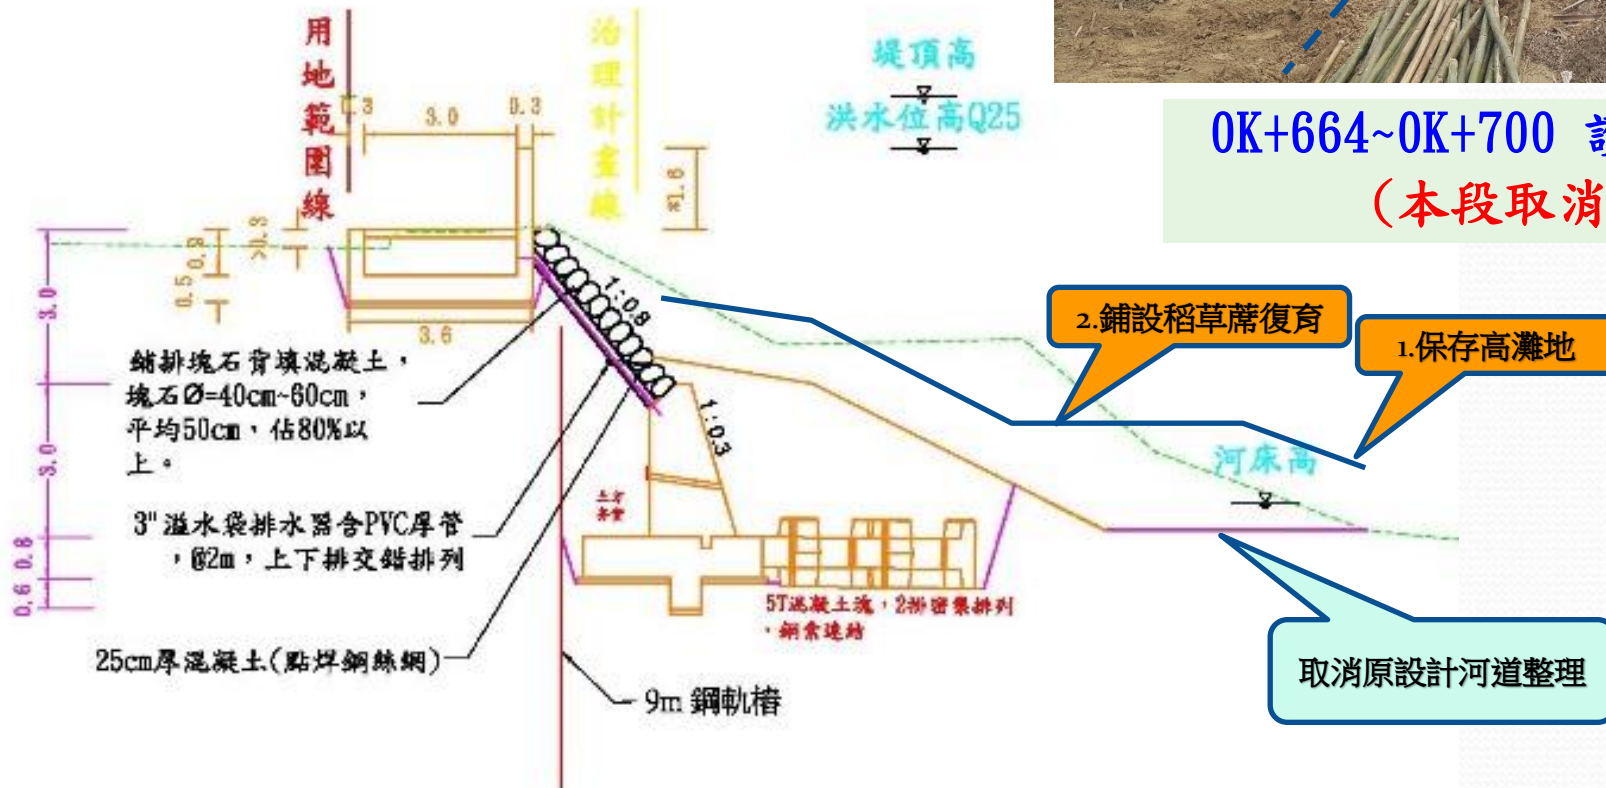 用地範圍線
治理計畫線
堤頂高
洪水位高Q25
0K+664~0K+700
(本段取消
0.3
3.0
0.3
1.6
>0.3
0.9
0.5
3.0
3.6
1:0.8
2.鋪設稻草蓆復育
1.保存高灘地
鋪排塊石背填混凝土，
塊石Ø=40cm~60cm，
平均50cm，佔80%以
上。
3.0
1:0.3
河床高
3"溢水袋排水器含PVC厚管
，@2m，上下排交錯排列
0.8
0.6
5T混凝土塊，2排密集排列
，鋼索連結
25cm厚混凝土(點焊鋼絲網)
9m 鋼軌樁
取消原設計河道整理